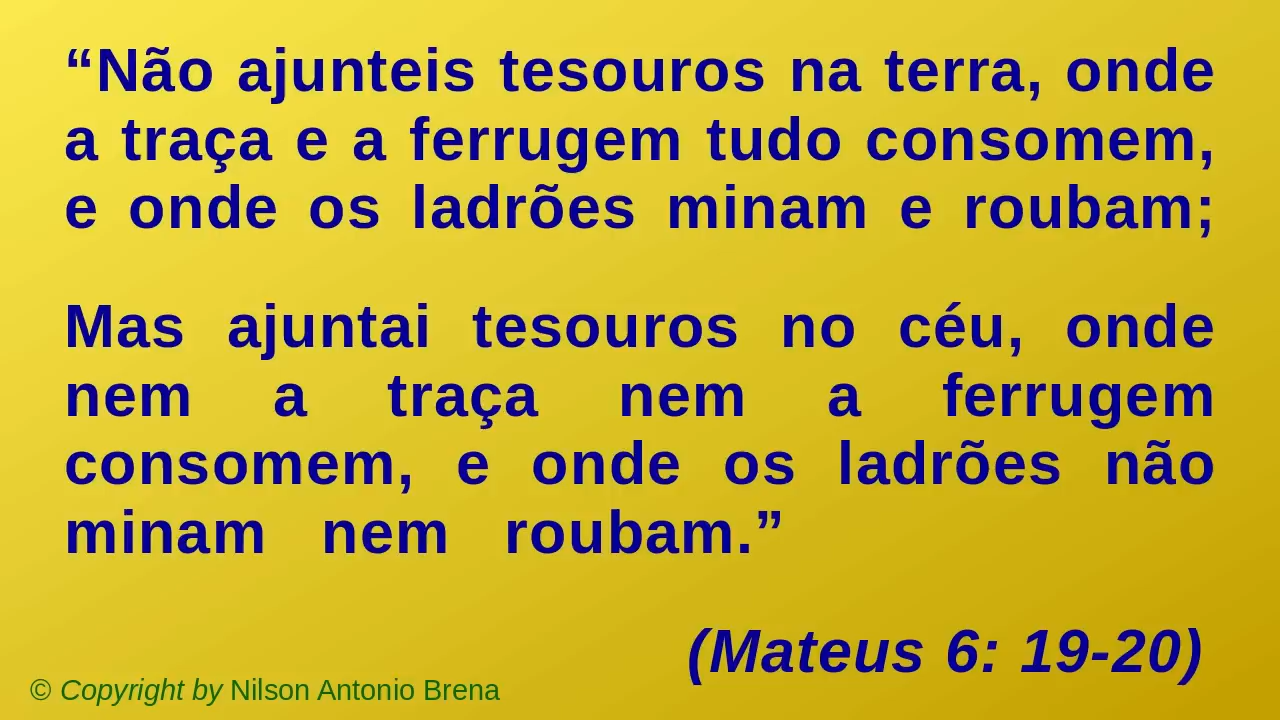 “Não ajunteis tesouros na terra, onde
a traça e a ferrugem tudo consomem,
e onde os ladrões minam e roubam;
Mas ajuntai tesouros no céu, onde
nem a traça nem a ferrugem
consomem, e onde os ladrões não
minam nem roubam.”
(Mateus 6: 19-20)
© Copyright by Nilson Antonio Brena